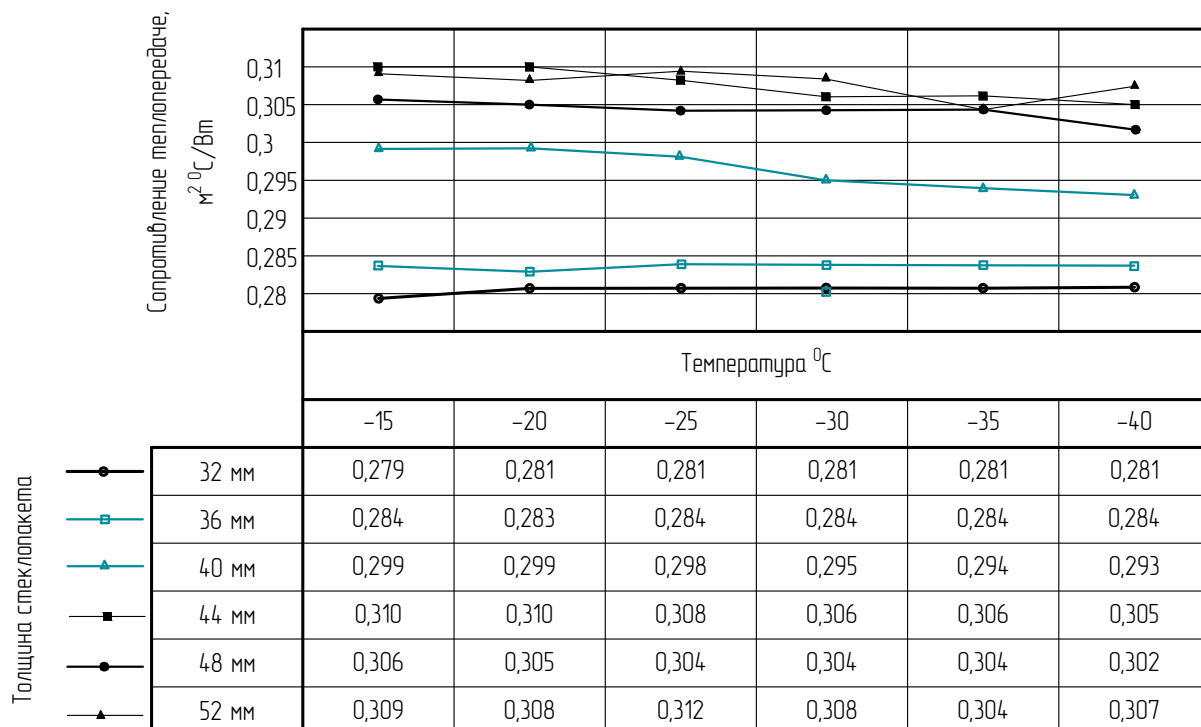 Сопротивление теплопередаче,
м² ⁰С/Вт
0,31
0,305
0,3
0,295
0,29
0,285
0,28
Температура ⁰С
-15 -20 -25 -30 -35 -40
Толщина стеклопакета
32 мм 0,279 0,281 0,281 0,281 0,281 0,281
36 мм 0,284 0,283 0,284 0,284 0,284 0,284
40 мм 0,299 0,299 0,298 0,295 0,294 0,293
44 мм 0,310 0,310 0,308 0,306 0,306 0,305
48 мм 0,306 0,305 0,304 0,304 0,304 0,302
52 мм 0,309 0,308 0,312 0,308 0,304 0,307